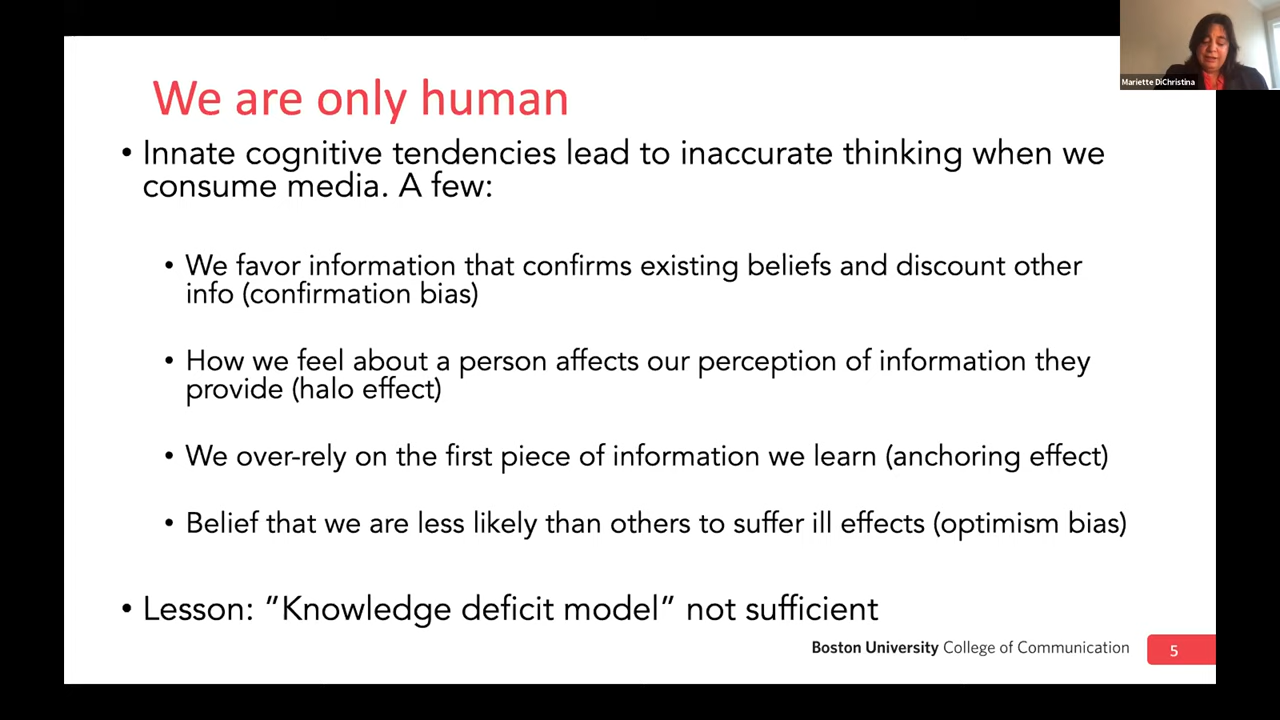 Mariette DiChristina
We are only human
• Innate cognitive tendencies lead to inaccurate thinking when we
consume media. A few:
• We favor information that confirms existing beliefs and discount other
info (confirmation bias)
• How we feel about a person affects our perception of information they
provide (halo effect)
• We over-rely on the first piece of information we learn (anchoring effect)
• Belief that we are less likely than others to suffer ill effects (optimism bias)
• Lesson: ”Knowledge deficit model” not sufficient
Boston University College of Communication
5